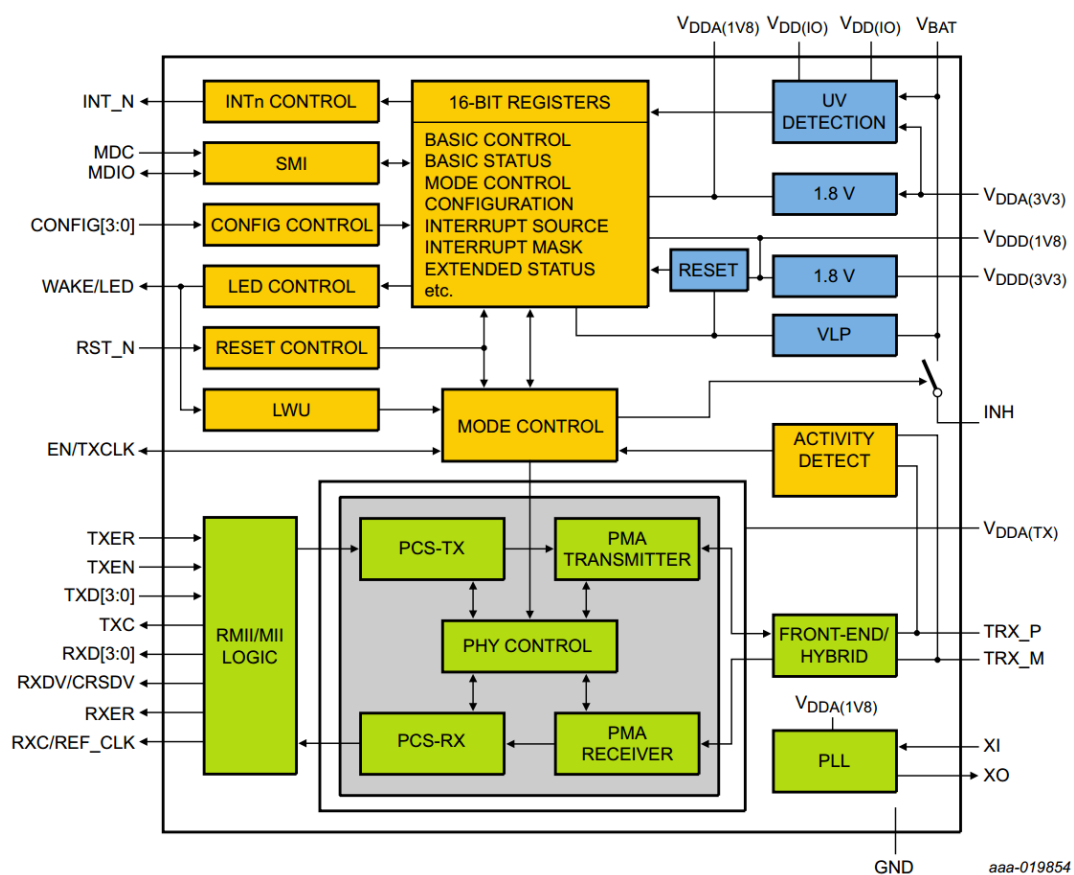 VDDA(1V8) VDD(IO) VDD(IO) VBAT
INT_N
INTn CONTROL
16-BIT REGISTERS
UV
DETECTION
MDC
MDIO
SMI
BASIC CONTROL
BASIC STATUS
MODE CONTROL
CONFIGURATION
INTERRUPT SOURCE
INTERRUPT MASK
EXTENDED STATUS
etc.
1.8 V
VDDA(3V3)
CONFIG[3:0]
CONFIG CONTROL
VDDD(1V8)
RESET
1.8 V
VDDD(3V3)
WAKE/LED
LED CONTROL
VLP
RST_N
RESET CONTROL
LWU
MODE CONTROL
INH
EN/TXCLK
ACTIVITY
DETECT
VDDA(TX)
TXER
TXEN
TXD[3:0]
TXC
RXD[3:0]
RXDV/CRSDV
RXER
RXC/REF_CLK
RMII/MII
LOGIC
PCS-TX
PMA
TRANSMITTER
PHY CONTROL
FRONT-END/
HYBRID
TRX_P
TRX_M
PCS-RX
PMA
RECEIVER
VDDA(1V8)
PLL
XI
XO
GND
aaa-019854